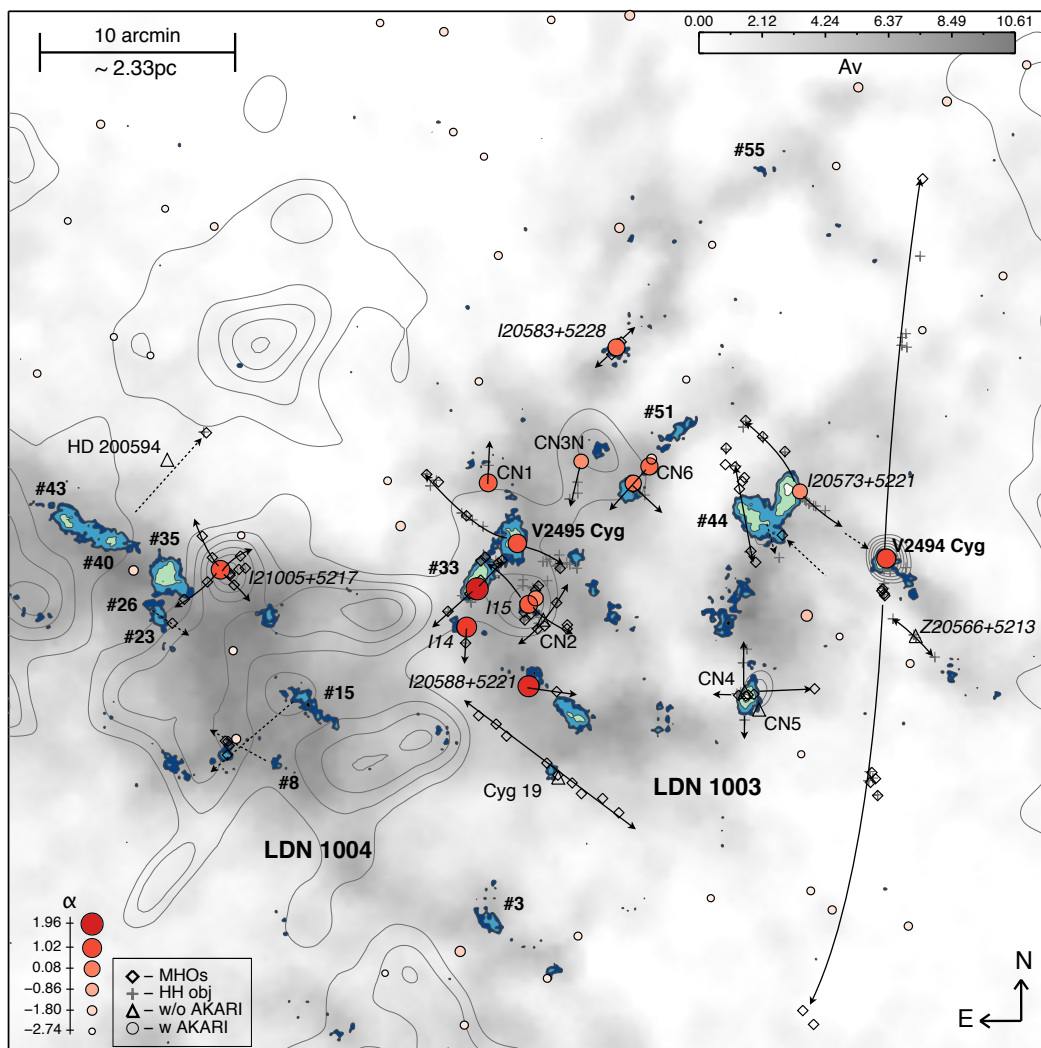 10 arcmin
~ 2.33pc
0.00 2.12 4.24 6.37 8.49 10.61
Av
#55
I20583+5228
#51
HD 200594
CN3N
CN1
CN6
I20573+5221
#43
#44
V2495 Cyg
#40
#35
V2494 Cyg
#33
I21005+5217
#26
I15
#23
I14
CN2
Z20566+5213
CN4
I20588+5221
#15
CN5
#8
Cyg 19
LDN 1003
LDN 1004
#3
α
1.96
1.02
0.08
−0.86
−1.80
−2.74
– MHOs
– HH obj
– w/o AKARI
– w AKARI
N
E